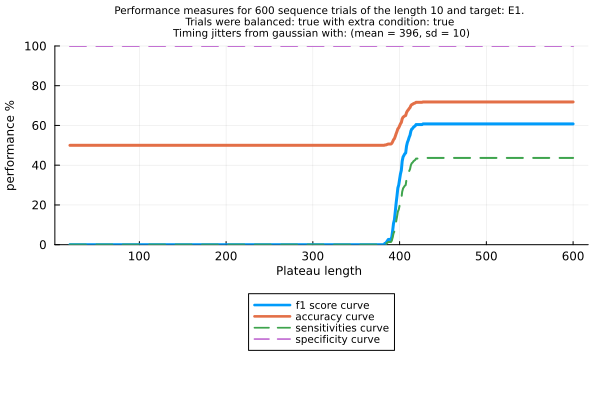 Performance measures for 600 sequence trials of the length 10 and target: E1.
Trials were balanced: true with extra condition: true
Timing jitters from gaussian with: (mean = 396, sd = 10)
100
80
60
40
20
0
performance %
100 200 300 400 500 600
Plateau length
f1 score curve
accuracy curve
sensitivities curve
specificity curve